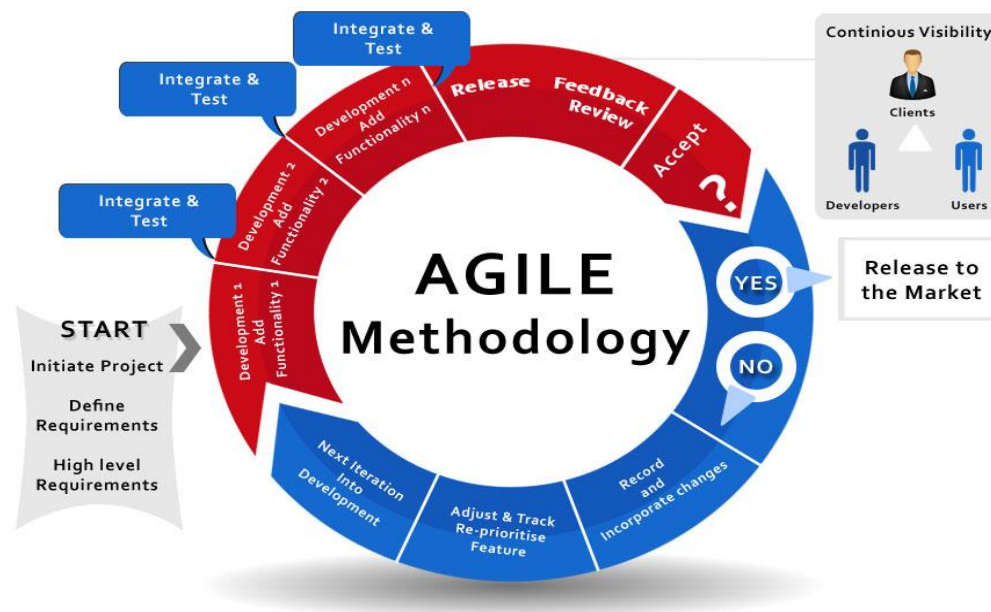 START
Initiate Project
Define
Requirements
High level
Requirements
Development 1
Add
Functionality 1
Integrate &
Test
Development 2
Add
Functionality 2
Integrate &
Test
Development n
Add
Functionality n
Integrate &
Test
Release
Feedback
Review
Accept
?
YES
Release to
the Market
NO
Record
and
Incorporate changes
Adjust & Track
Re-prioritise
Feature
Next Iteration
Into
Development
AGILE
Methodology
Continious Visibility
Clients
Developers
Users